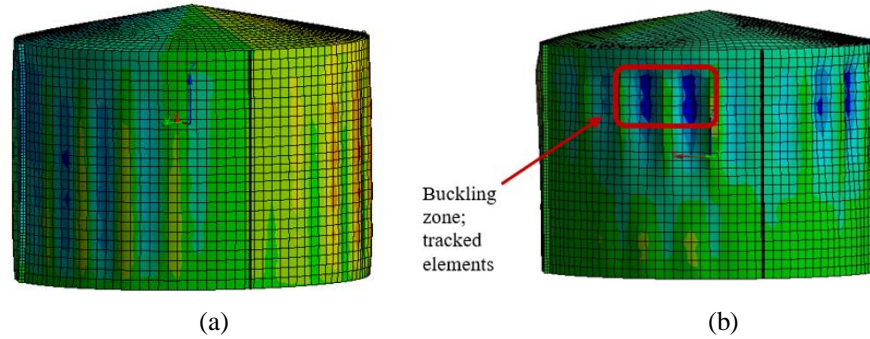 Z
Buckling
zone;
tracked
elements
(a)
(b)